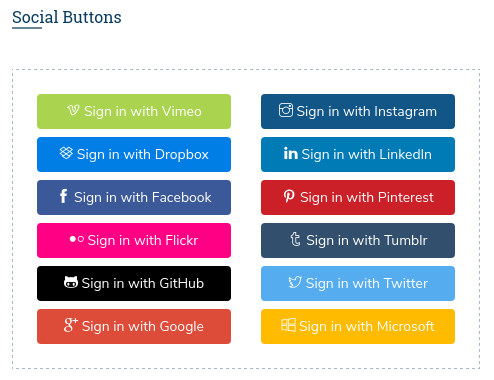 Social Buttons
Sign in with Vimeo
Sign in with Instagram
Sign in with Dropbox
Sign in with LinkedIn
Sign in with Facebook
Sign in with Pinterest
Sign in with Flickr
Sign in with Tumblr
Sign in with GitHub
Sign in with Twitter
Sign in with Google
Sign in with Microsoft